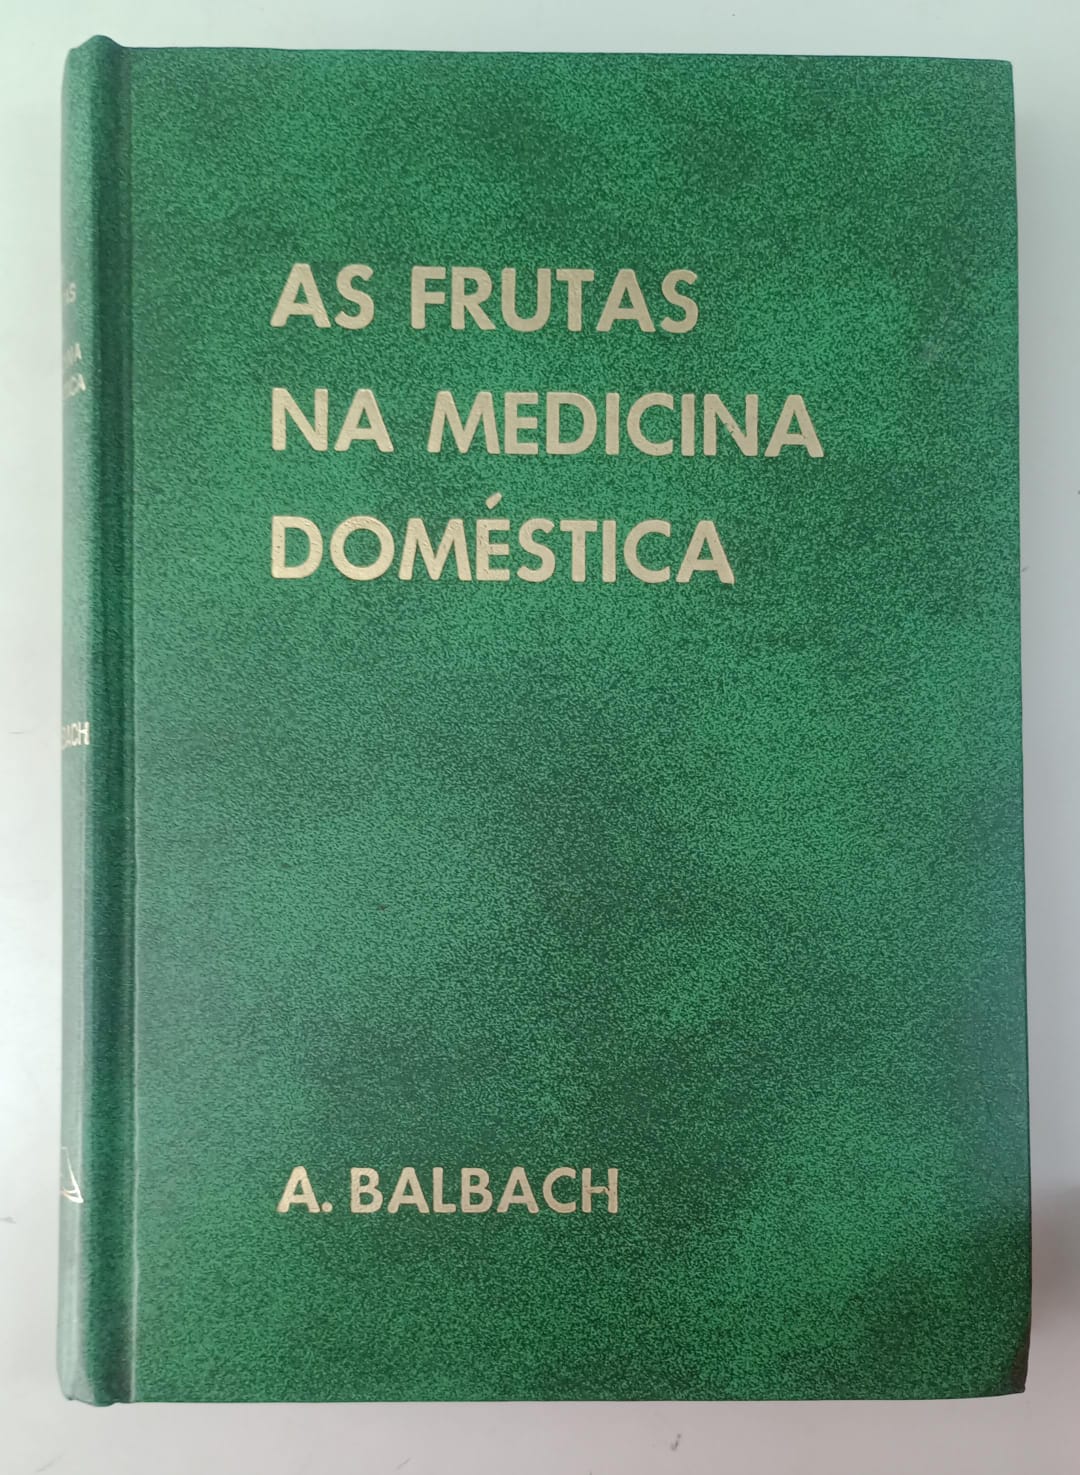 AS FRUTAS
NA MEDICINA
DOMÉSTICA
A. BALBACH